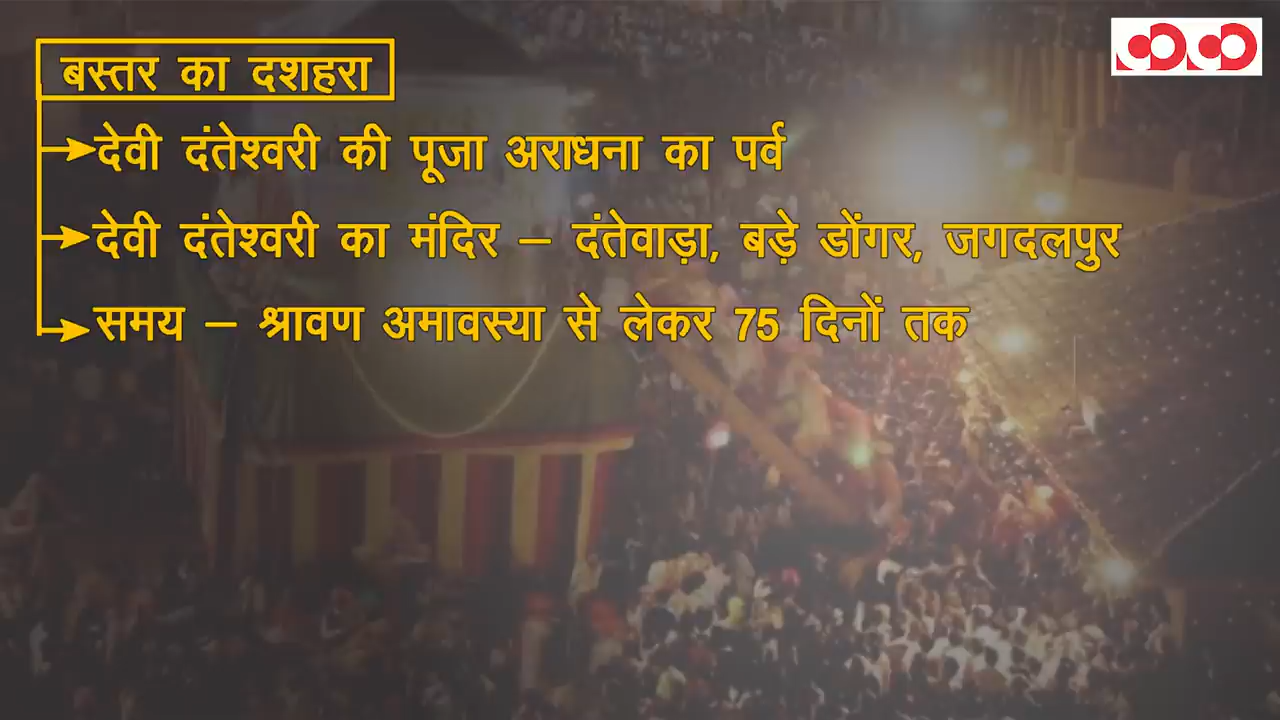 बस्तर का दशहरा
देवी दंतेश्वरी की पूजा अराधना का पर्व
देवी दंतेश्वरी का मंदिर – दंतेवाड़ा, बड़े डोंगर, जगदलपुर
समय – श्रावण अमावस्या से लेकर 75 दिनों तक